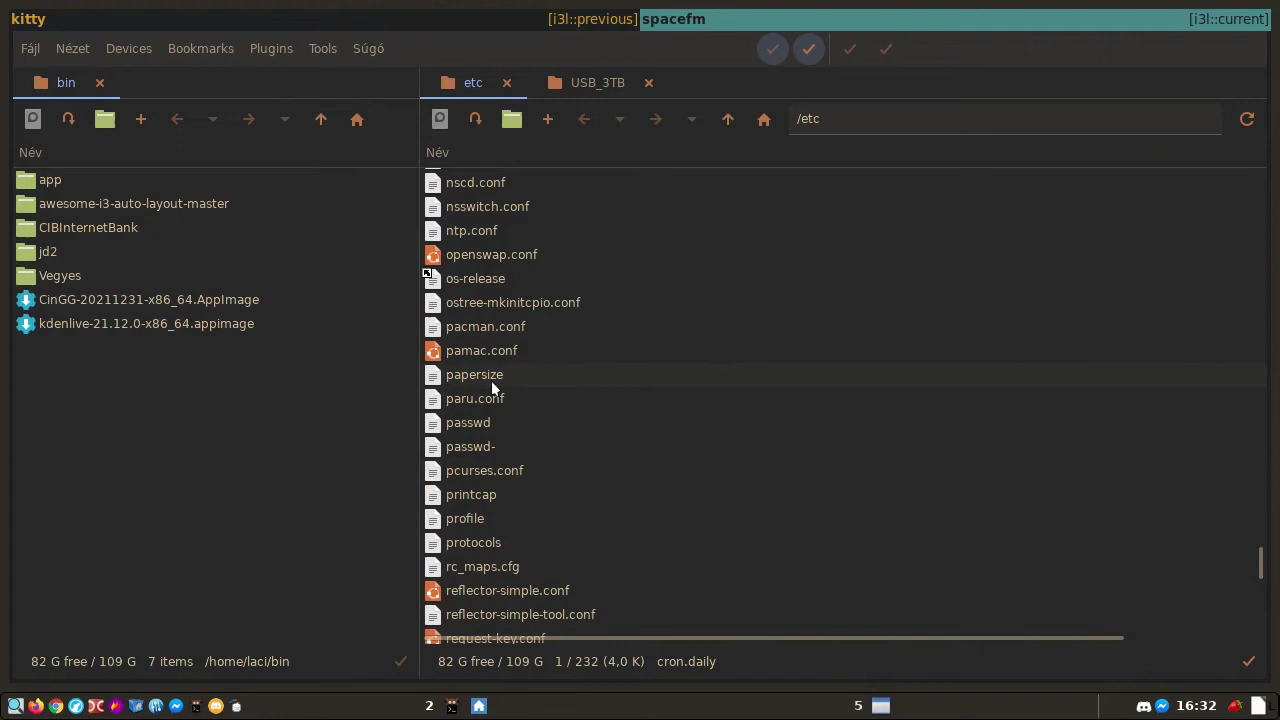 kitty [i3l::previous] spacefm [i3l::current]
Fájl Nézet Devices Bookmarks Plugins Tools Súgó
bin
etc USB_3TB
/etc
Név
app
awesome-i3-auto-layout-master
CIBInternetBank
jd2
Vegyes
CinGG-20211231-x86_64.AppImage
kdenlive-21.12.0-x86_64.appimage
82 G free / 109 G 7 items /home/laci/bin
Név
nscd.conf
nsswitch.conf
ntp.conf
openswap.conf
os-release
ostree-mkinitcpio.conf
pacman.conf
pamac.conf
papersize
paru.conf
passwd
passwd-
pcurses.conf
printcap
profile
protocols
rc_maps.cfg
reflector-simple.conf
reflector-simple-tool.conf
request-key.conf
82 G free / 109 G 1 / 232 (4,0 K) cron.daily
2 5 16:32